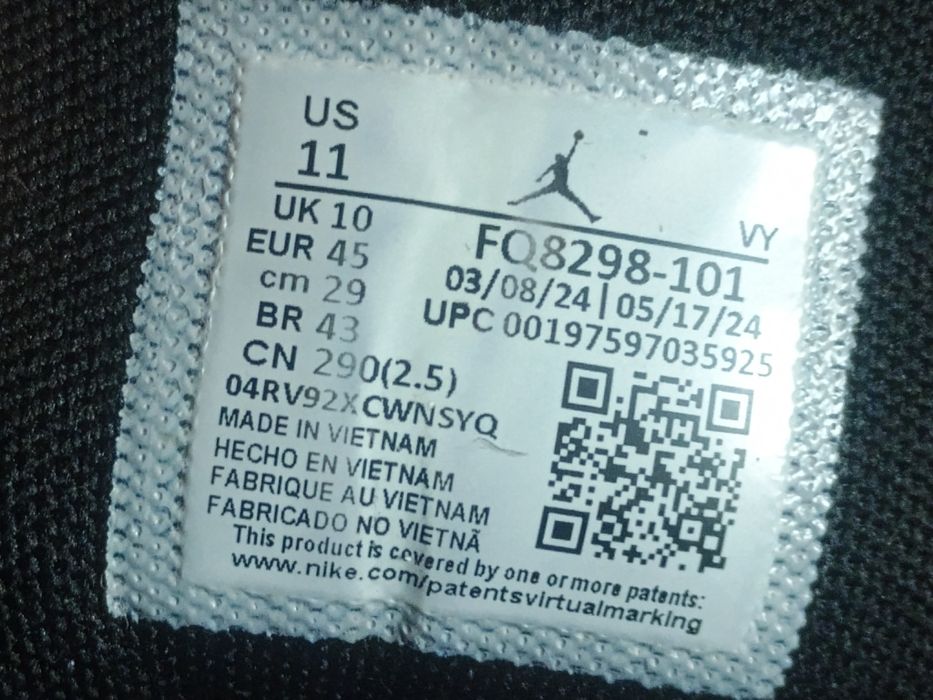 US
11
VY
UK 10
EUR 45
cm 29
BR 43
CN 290(2.5)
FQ8298-101
03/08/24 | 05/17/24
UPC 00197597035925
04RV92XCWNSYQ
MADE IN VIETNAM
HECHO EN VIETNAM
FABRIQUE AU VIETNAM
FABRICADO NO VIETNÃ
This product is covered by one or more patents:
www.nike.com/patentsvirtualmarking